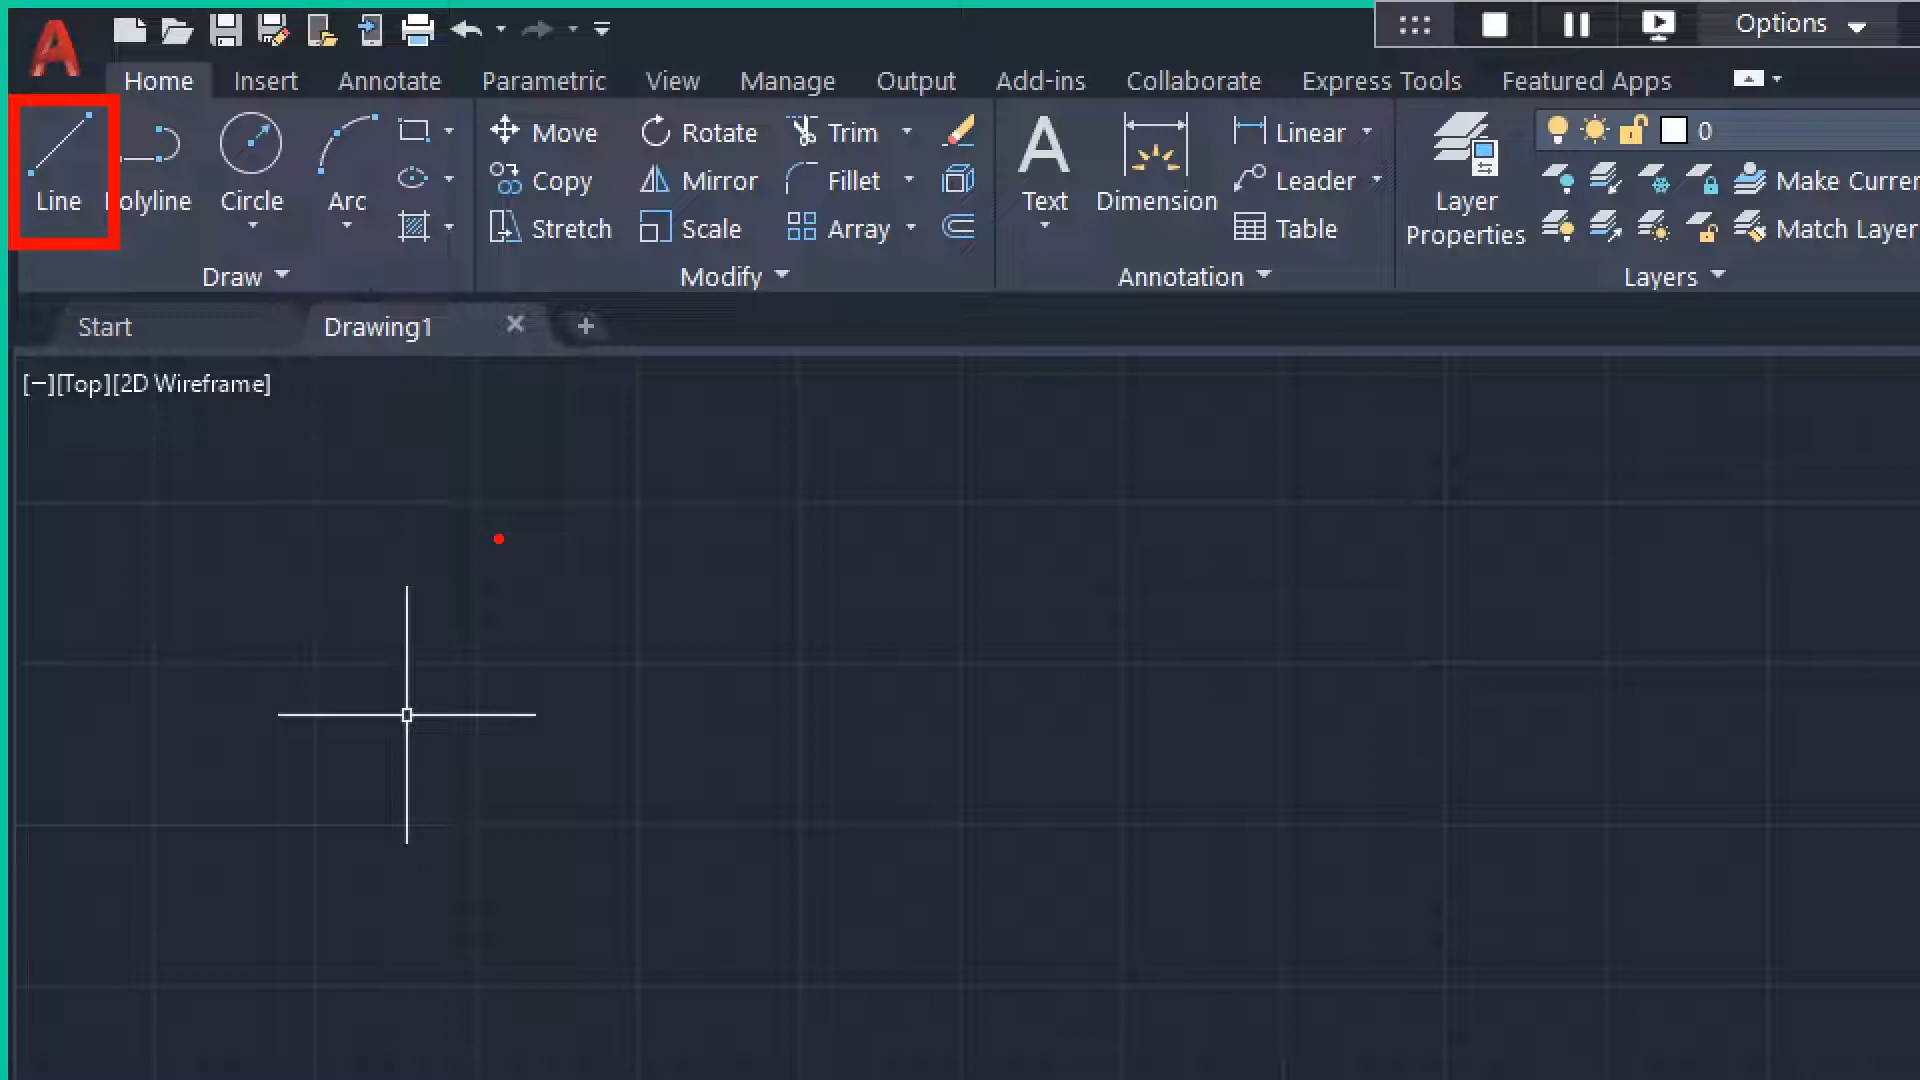 Options
Home Insert Annotate Parametric View Manage Output Add-ins Collaborate Express Tools Featured Apps
Line olyline Circle Arc
Move Rotate Trim
Copy Mirror Fillet
Stretch Scale Array
Text Dimension
Linear
Leader
Table
Layer
Properties
0
Make Curren
Match Layer
Draw Modify Annotation Layers
Start Drawing1
[−][Top][2D Wireframe]